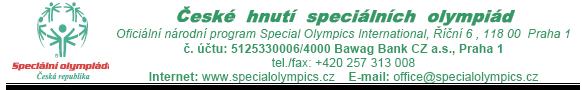 České hnutí speciálních olympiád
Oficiální národní program Special Olympics International, Říční 6 , 118 00 Praha 1
č. účtu: 5125330006/4000 Bawag Bank CZ a.s., Praha 1
tel./fax: +420 257 313 008
Internet: www.specialolympics.cz E-mail: office@specialolympics.cz
Speciální olympiády
Česká republika